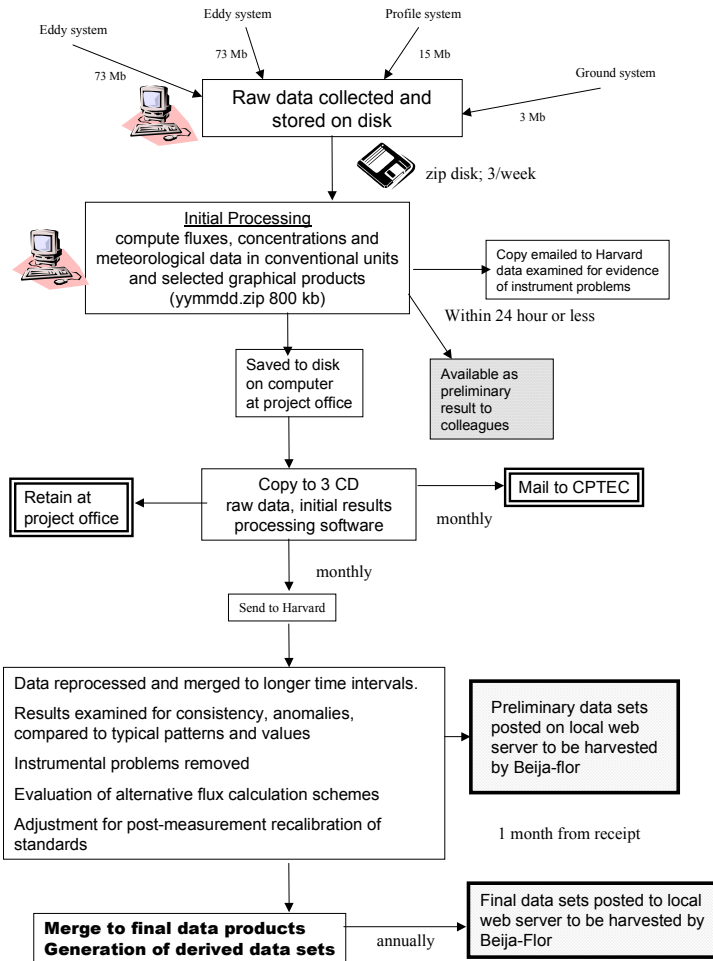 Eddy system
Eddy system
Profile system
73 Mb
73 Mb
15 Mb
Ground system
3 Mb
Raw data collected and
stored on disk
zip disk; 3/week
Initial Processing
compute fluxes, concentrations and
meteorological data in conventional units
and selected graphical products
(yymmdd.zip 800 kb)
Copy emailed to Harvard
data examined for evidence
of instrument problems
Within 24 hour or less
Saved to disk
on computer
at project office
Available as
preliminary
result to
colleagues
Retain at
project office
Copy to 3 CD
raw data, initial results
processing software
Mail to CPTEC
monthly
monthly
Send to Harvard
Data reprocessed and merged to longer time intervals.
Results examined for consistency, anomalies,
compared to typical patterns and values
Instrumental problems removed
Evaluation of alternative flux calculation schemes
Adjustment for post-measurement recalibration of
standards
Preliminary data sets
posted on local web
server to be harvested
by Beija-flor
1 month from receipt
Merge to final data products
Generation of derived data sets
annually
Final data sets posted to local
web server to be harvested by
Beija-Flor